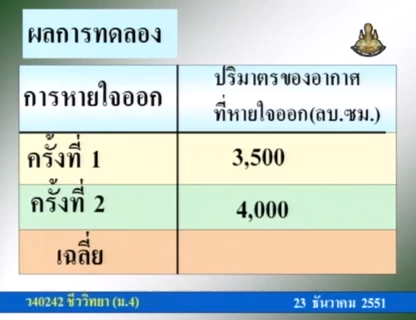 ผลการทดลอง
การหายใจออก
ปริมาตรของอากาศ
ที่หายใจออก(ลบ.ซม.)
ครั้งที่ 1
3,500
ครั้งที่ 2
4,000
เฉลี่ย
ว40242 ชีววิทยา (ม.4)
23 ธันวาคม 2551